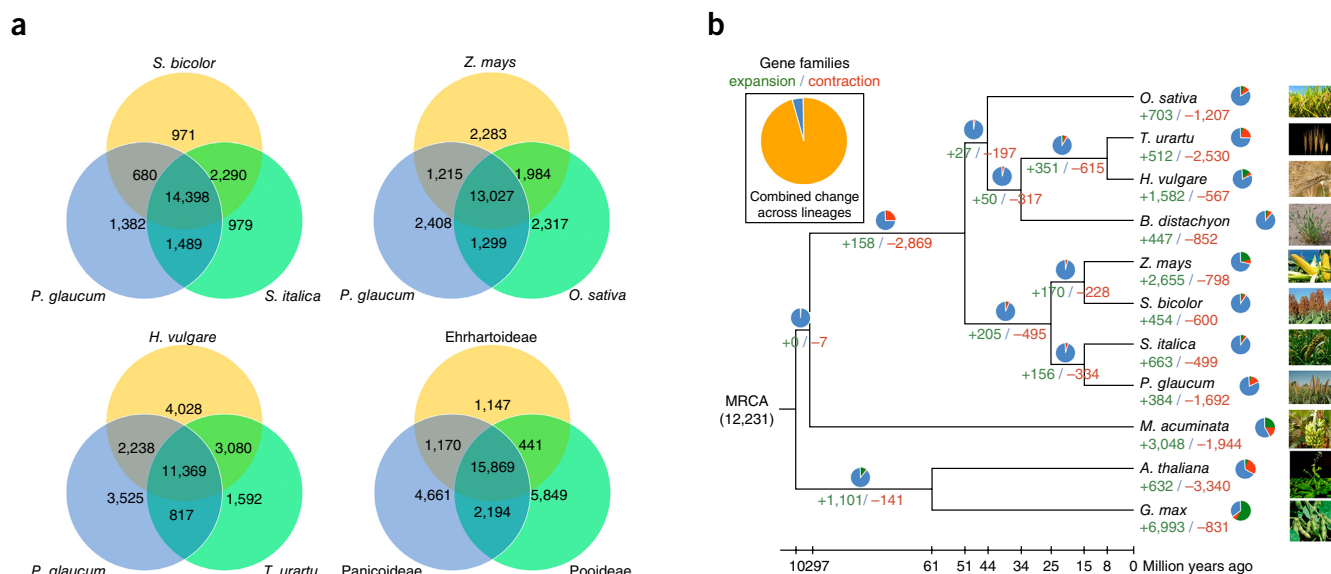 a
S. bicolor
971
680
2,290
14,398
1,382
979
1,489
P. glaucum
S. italica
Z. mays
2,283
1,215
1,984
13,027
2,408
2,317
1,299
P. glaucum
O. sativa
H. vulgare
4,028
2,238
3,080
11,369
3,525
1,592
817
P. glaucum
T. urartu
Ehrhartoideae
1,147
1,170
441
15,869
4,661
5,849
2,194
Panicoideae
Pooideae
b
Gene families
expansion / contraction
Combined change
across lineages
O. sativa
+703 / –1,207
T. urartu
+512 / –2,530
H. vulgare
+1,582 / –567
B. distachyon
+447 / –852
Z. mays
+2,655 / –798
S. bicolor
+454 / –600
S. italica
+663 / –499
P. glaucum
+384 / –1,692
M. acuminata
+3,048 / –1,944
A. thaliana
+632 / –3,340
G. max
+6,993 / –831
+27 / –197
+351 / –615
+50 / –317
+158 / –2,869
+170 / –228
+205 / –495
+156 / –334
+0 / –7
MRCA
(12,231)
+1,101/ –141
10297 61 51 44 34 25 15 8 0 Million years ago